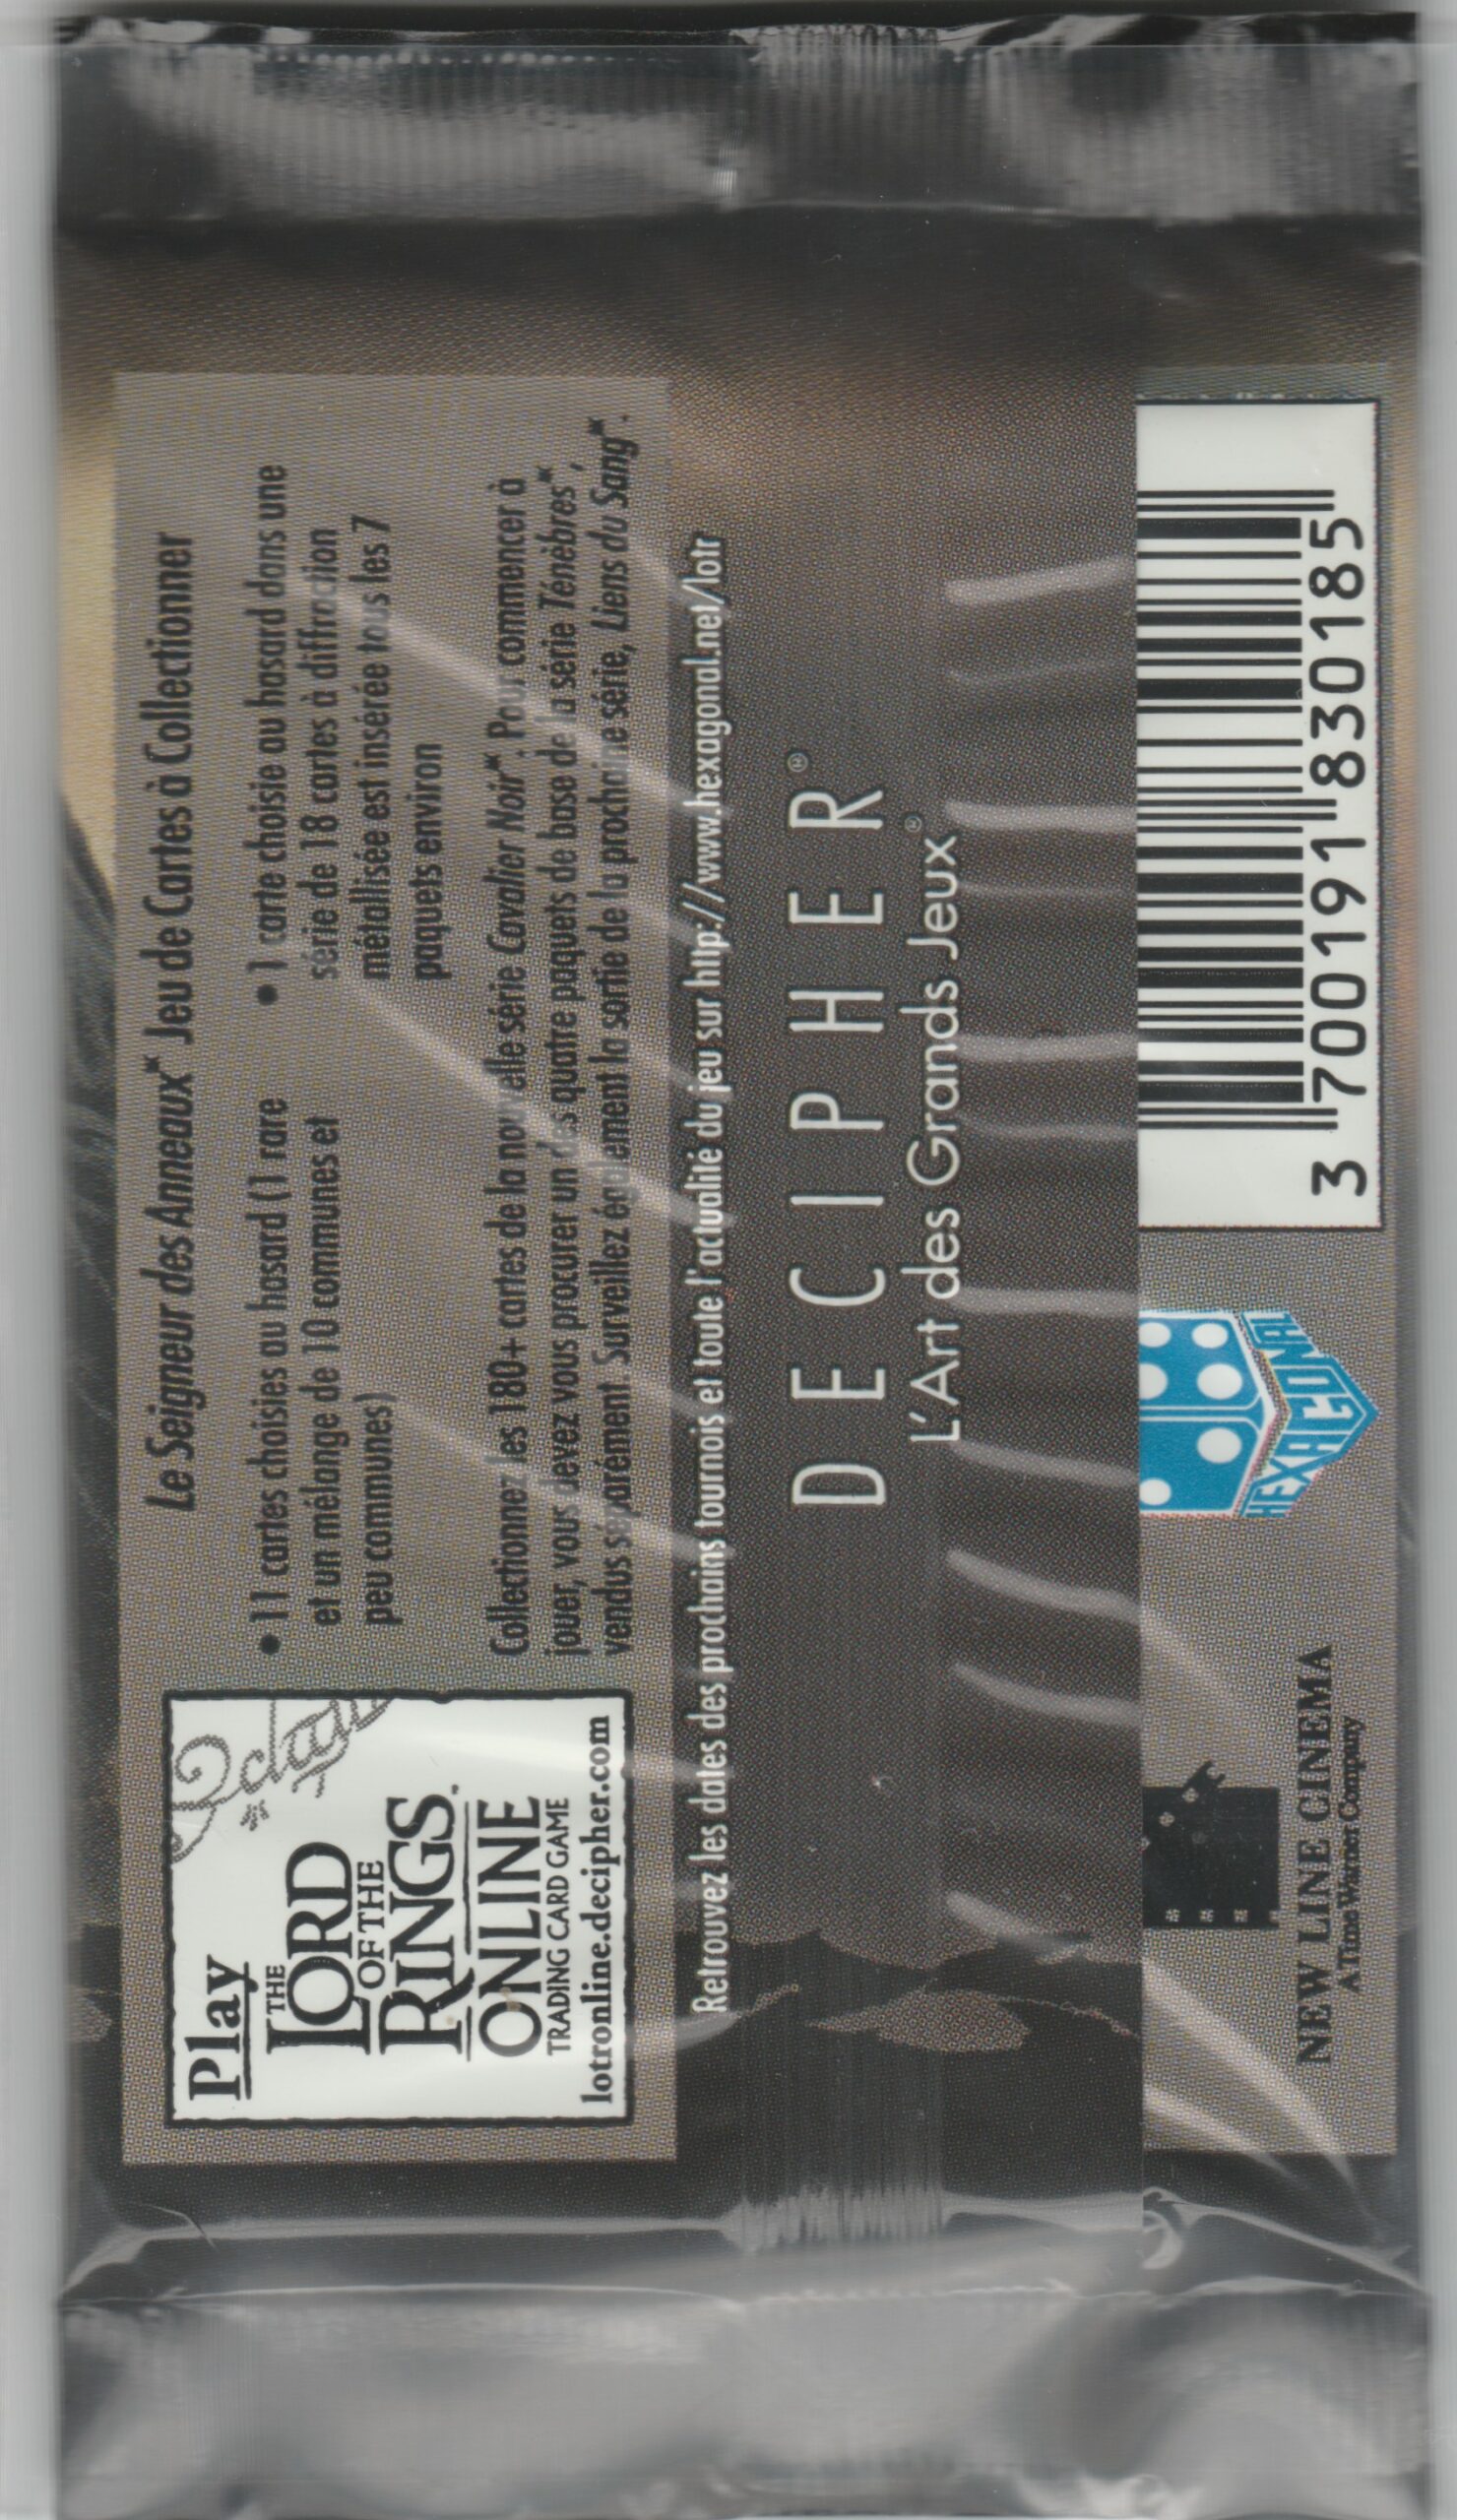 Le Seigneur des Anneaux™ Jeu de Cartes à Collectionner
• 11 cartes choisies au hasard (1 rare
et un mélange de 10 communes et
peu communes)
• 1 carte choisie au hasard dans une
série de 18 cartes à diffraction
métallisée est insérée tous les 7
paquets environ
Collectionnez les 180+ cartes de la nouvelle série Cavalier Noir™. Pour commencer à
jouer, vous devez vous procurer un des quatre paquets de base de la série Ténèbres™,
vendus séparément. Surveillez également la sortie de la prochaine série, Liens du Sang™.
Play
THE
LORD
OF THE
RINGS™
ONLINE
TRADING CARD GAME
lotronline.decipher.com
Retrouvez les dates des prochains tournois et toute l'actualité du jeu sur http://www.hexagonal.net/lotr
DECIPHER®
L'Art des Grands Jeux®
NEW LINE CINEMA
A Time Warner Company
HEXAGONAL
3 700191 830185